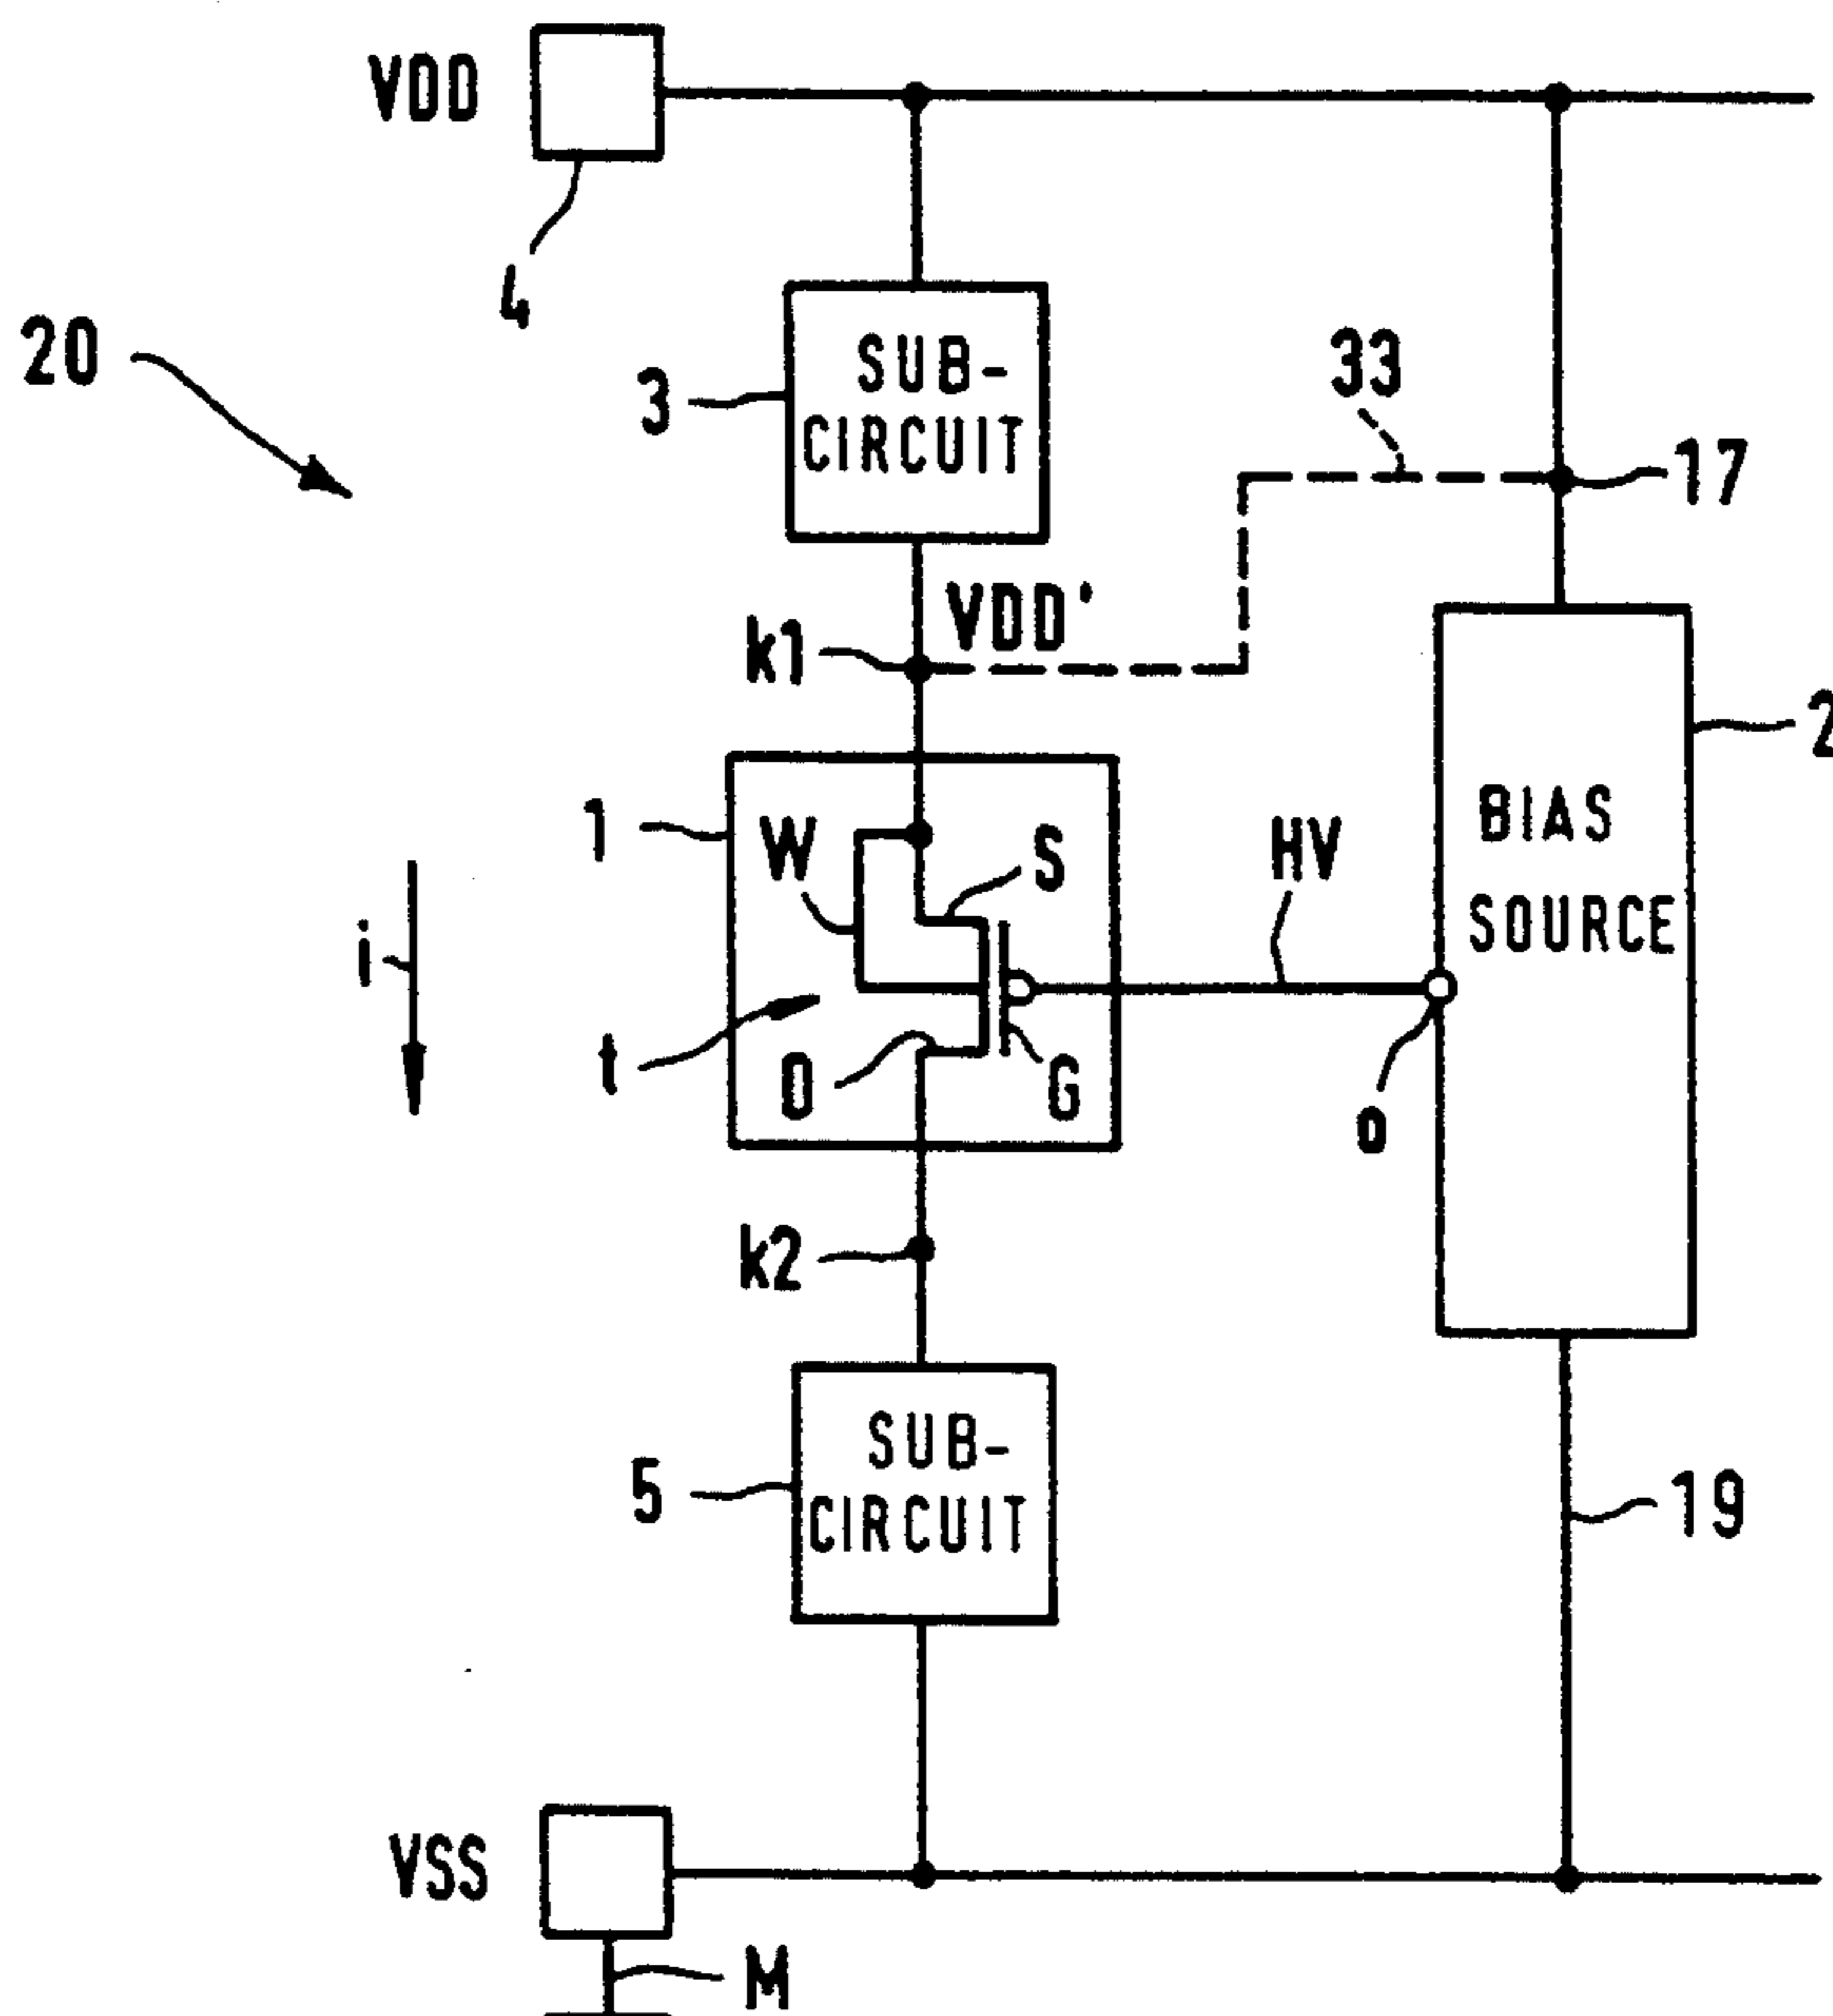 VDD
4
20
3
SUB-
CIRCUIT
33
17
VDD'
k1
2
1
W
S
HV
BIAS
SOURCE
i
t
D
G
o
k2
5
SUB-
CIRCUIT
19
VSS
M